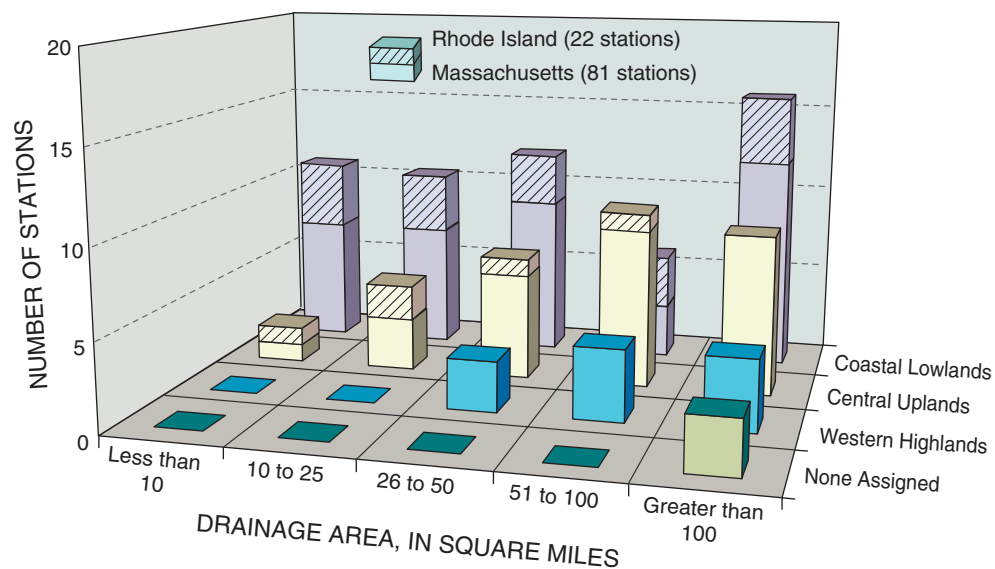 20
15
10
5
0
NUMBER OF STATIONS
Rhode Island (22 stations)
Massachusetts (81 stations)
Coastal Lowlands
Central Uplands
Western Highlands
None Assigned
Less than
10
10 to 25
26 to 50
51 to 100
Greater than
100
DRAINAGE AREA, IN SQUARE MILES